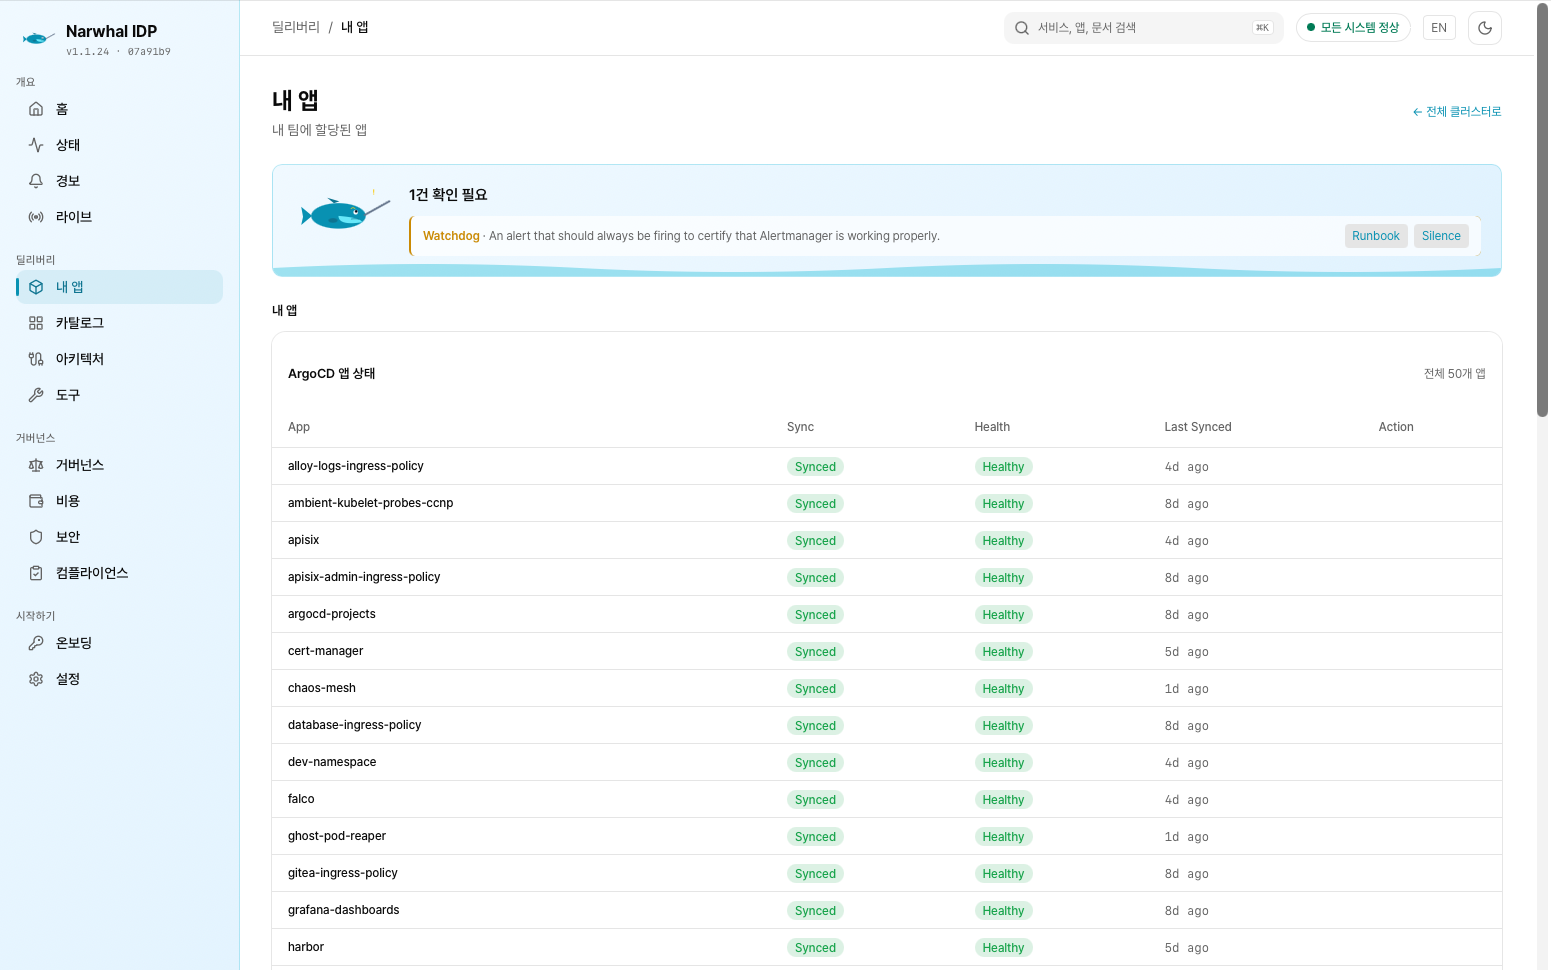 Narwhal IDP
v1.1.24 · 07a91b9
개요
홈
상태
경보
라이브
딜리버리
내 앱
카탈로그
아키텍처
도구
거버넌스
거버넌스
비용
보안
컴플라이언스
시작하기
온보딩
설정
딜리버리 / 내 앱
서비스, 앱, 문서 검색 ⌘K
모든 시스템 정상
EN
내 앱
내 팀에 할당된 앱
← 전체 클러스터로
1건 확인 필요
Watchdog · An alert that should always be firing to certify that Alertmanager is working properly. Runbook Silence
내 앱
ArgoCD 앱 상태 전체 50개 앱
App Sync Health Last Synced Action
alloy-logs-ingress-policy Synced Healthy 4d ago
ambient-kubelet-probes-ccnp Synced Healthy 8d ago
apisix Synced Healthy 4d ago
apisix-admin-ingress-policy Synced Healthy 8d ago
argocd-projects Synced Healthy 8d ago
cert-manager Synced Healthy 5d ago
chaos-mesh Synced Healthy 1d ago
database-ingress-policy Synced Healthy 8d ago
dev-namespace Synced Healthy 4d ago
falco Synced Healthy 4d ago
ghost-pod-reaper Synced Healthy 1d ago
gitea-ingress-policy Synced Healthy 8d ago
grafana-dashboards Synced Healthy 8d ago
harbor Synced Healthy 5d ago